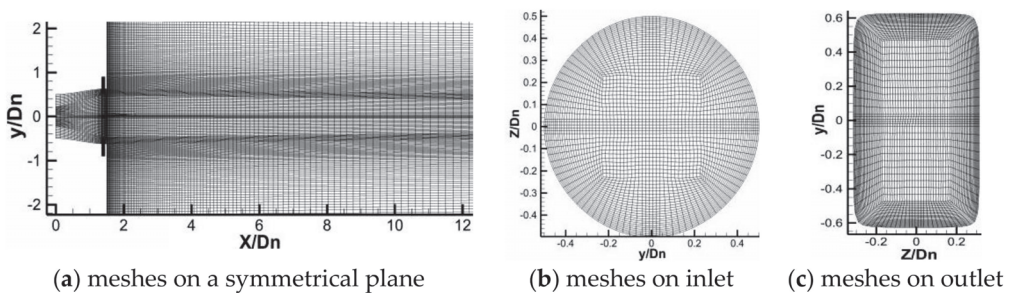 2
1
0
-1
-2
y/Dn
0 2 4 6 8 10 12
X/Dn
(a) meshes on a symmetrical plane
0.5
0.4
0.3
0.2
0.1
0
-0.1
-0.2
-0.3
-0.4
Z/Dn
-0.4 -0.2 0 0.2 0.4
y/Dn
(b) meshes on inlet
0.6
0.4
0.2
0
-0.2
-0.4
-0.6
y/Dn
-0.2 0 0.2
Z/Dn
(c) meshes on outlet